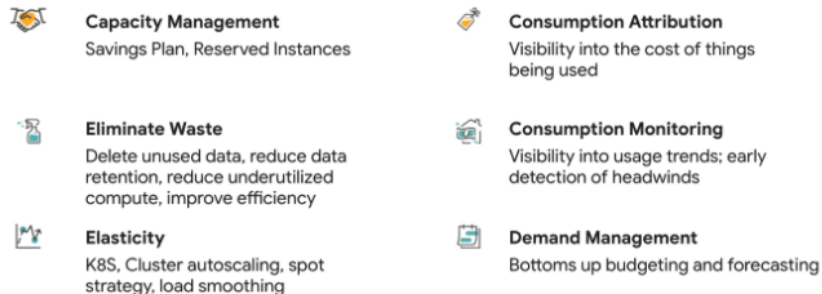 Capacity Management
Savings Plan, Reserved Instances
Eliminate Waste
Delete unused data, reduce data
retention, reduce underutilized
compute, improve efficiency
Elasticity
K8S, Cluster autoscaling, spot
strategy, load smoothing
Consumption Attribution
Visibility into the cost of things
being used
Consumption Monitoring
Visibility into usage trends; early
detection of headwinds
Demand Management
Bottoms up budgeting and forecasting